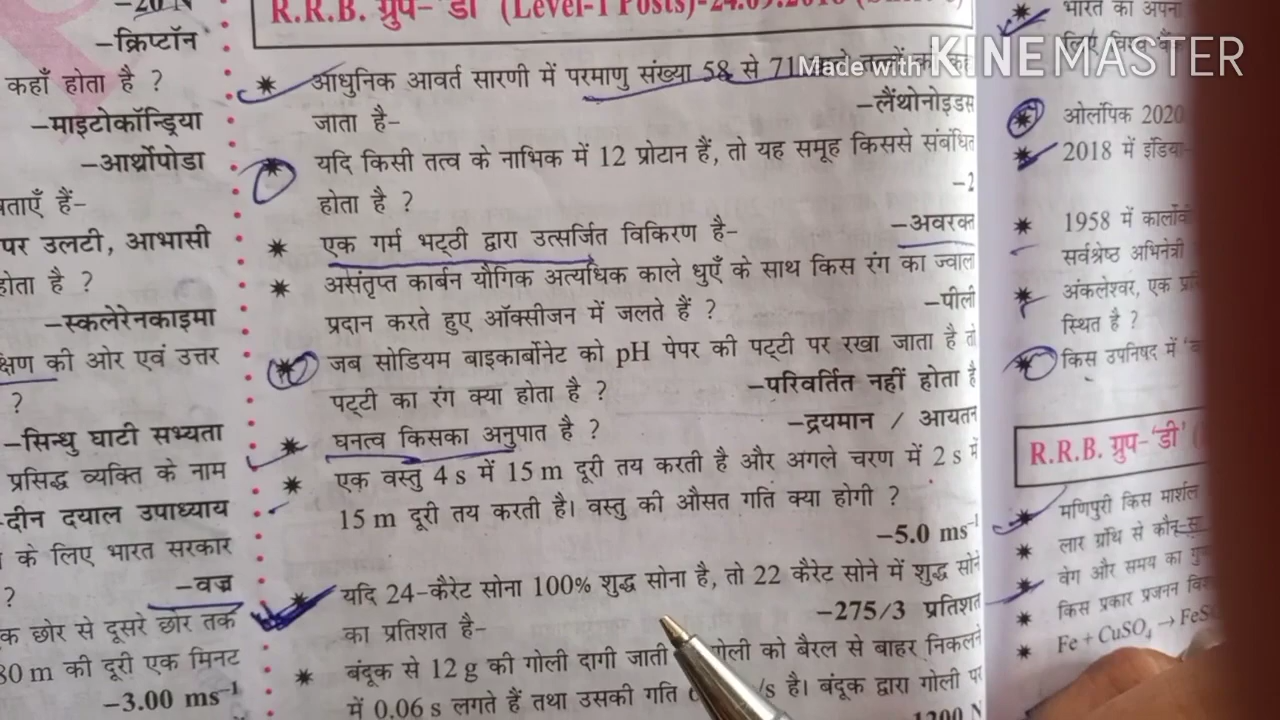 -20 N
-क्रिप्टॉन
कहाँ होता है ?
-माइटोकॉन्ड्रिया
-आर्थोपोडा
पर उलटी, आभासी
होता है ?
-स्कलेरेनकाइमा
की ओर एवं उत्तर
?
-सिन्धु घाटी सभ्यता
प्रसिद्ध व्यक्ति के नाम
-दीन दयाल उपाध्याय
के लिए भारत सरकार
?
-वज्र
छोर से दूसरे छोर तक
की दूरी एक मिनट
-3.00 ms⁻¹
R.R.B. ग्रुप-'डी' (Level-1 Posts)
* आधुनिक आवर्त सारणी में परमाणु संख्या 58 से 71
जाता है- -लैंथोनोइडस
* यदि किसी तत्व के नाभिक में 12 प्रोटान हैं, तो यह समूह किससे संबंधित
होता है ? -2
* एक गर्म भट्ठी द्वारा उत्सर्जित विकिरण है- -अवरक्त
* असंतृप्त कार्बन यौगिक अत्यधिक काले धुएँ के साथ किस रंग का ज्वाला
प्रदान करते हुए ऑक्सीजन में जलते हैं ? -पीली
* जब सोडियम बाइकार्बोनेट को pH पेपर की पट्टी पर रखा जाता है तो
पट्टी का रंग क्या होता है ? -परिवर्तित नहीं होता है
* घनत्व किसका अनुपात है ? -द्रयमान / आयतन
* एक वस्तु 4 s में 15 m दूरी तय करती है और अगले चरण में 2 s में
15 m दूरी तय करती है। वस्तु की औसत गति क्या होगी ?
-5.0 ms⁻¹
* यदि 24-कैरेट सोना 100% शुद्ध सोना है, तो 22 कैरेट सोने में शुद्ध सोने
का प्रतिशत है- -275/3 प्रतिशत
* बंदूक से 12 g की गोली दागी जाती गोली को बैरल से बाहर निकलने
में 0.06 s लगते हैं तथा उसकी गति /s है। बंदूक द्वारा गोली पर
1200 N
Made with KINEMASTER
* भारत का अपना
लिए विश्व बैंक
* ओलंपिक 2020
* 2018 में इंडिया
* 1958 में
सर्वश्रेष्ठ अभिनेत्री
* अंकलेश्वर, एक
स्थित है ?
* किस उपनिषद में
R.R.B. ग्रुप-'डी'
* मणिपुरी किस मार्शल
* लार ग्रंथि से कौन-सा
* वेग और समय का
* किस प्रकार प्रजनन
* Fe + CuSO₄ →